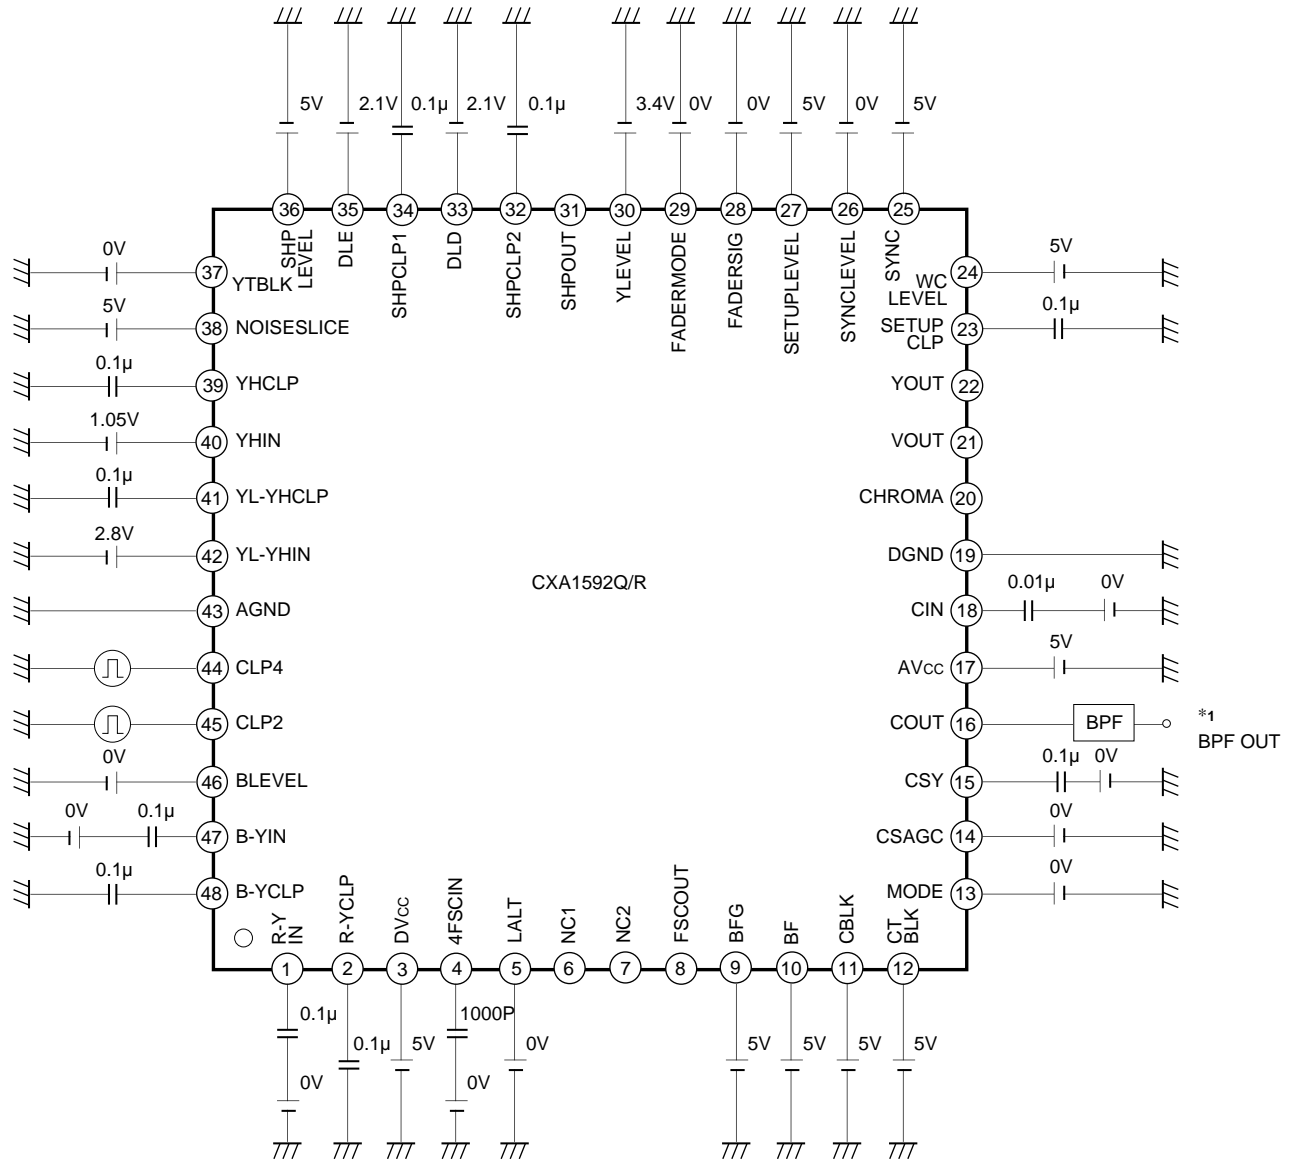 5V
2.1V
0.1μ
2.1V
0.1μ
3.4V
0V
0V
5V
0V
5V
36
35
34
33
32
31
30
29
28
27
26
25
SHP
LEVEL
DLE
SHPCLP1
DLD
SHPCLP2
SHPOUT
YLEVEL
FADERMODE
FADERSIG
SETUPLEVEL
SYNCLEVEL
SYNC
0V
37
YTBLK
5V
38
NOISESLICE
0.1μ
39
YHCLP
1.05V
40
YHIN
0.1μ
41
YL-YHCLP
2.8V
42
YL-YHIN
43
AGND
44
CLP4
45
CLP2
0V
46
BLEVEL
0V
0.1μ
47
B-YIN
0.1μ
48
B-YCLP
CXA1592Q/R
WC
LEVEL
24
5V
SETUP
CLP
23
0.1μ
YOUT
22
VOUT
21
CHROMA
20
DGND
19
CIN
18
0.01μ
0V
AVCC
17
5V
COUT
16
BPF
*1
BPF OUT
CSY
15
0.1μ
0V
CSAGC
14
0V
MODE
13
0V
R-Y
IN
R-YCLP
DVCC
4FSCIN
LALT
NC1
NC2
FSCOUT
BFG
BF
CBLK
CT
BLK
1
2
3
4
5
6
7
8
9
10
11
12
0.1μ
0V
0.1μ
5V
1000P
0V
0V
5V
5V
5V
5V